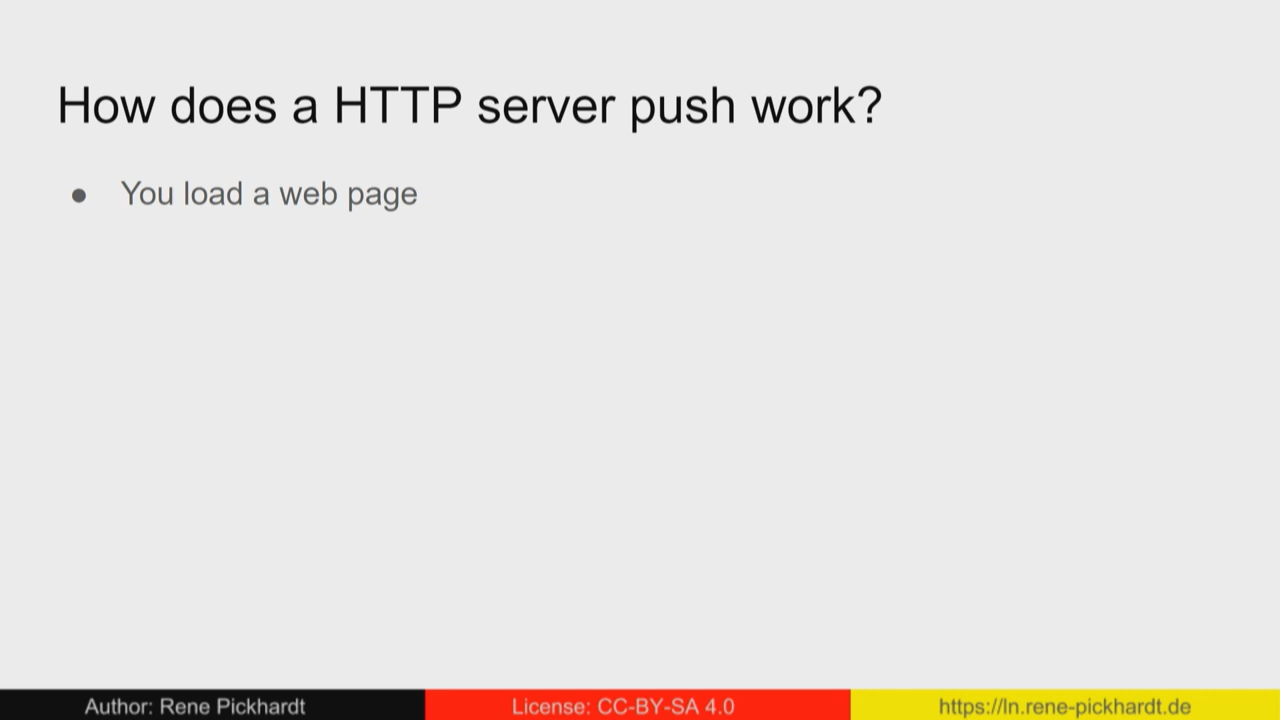 How does a HTTP server push work?
● You load a web page
Author: Rene Pickhardt
License: CC-BY-SA 4.0
https://ln.rene-pickhardt.de